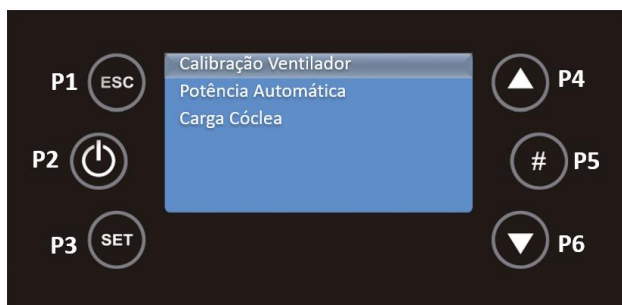 P1 ESC
P2
P3 SET
Calibração Ventilador
Potência Automática
Carga Cóclea
P4
# P5
P6